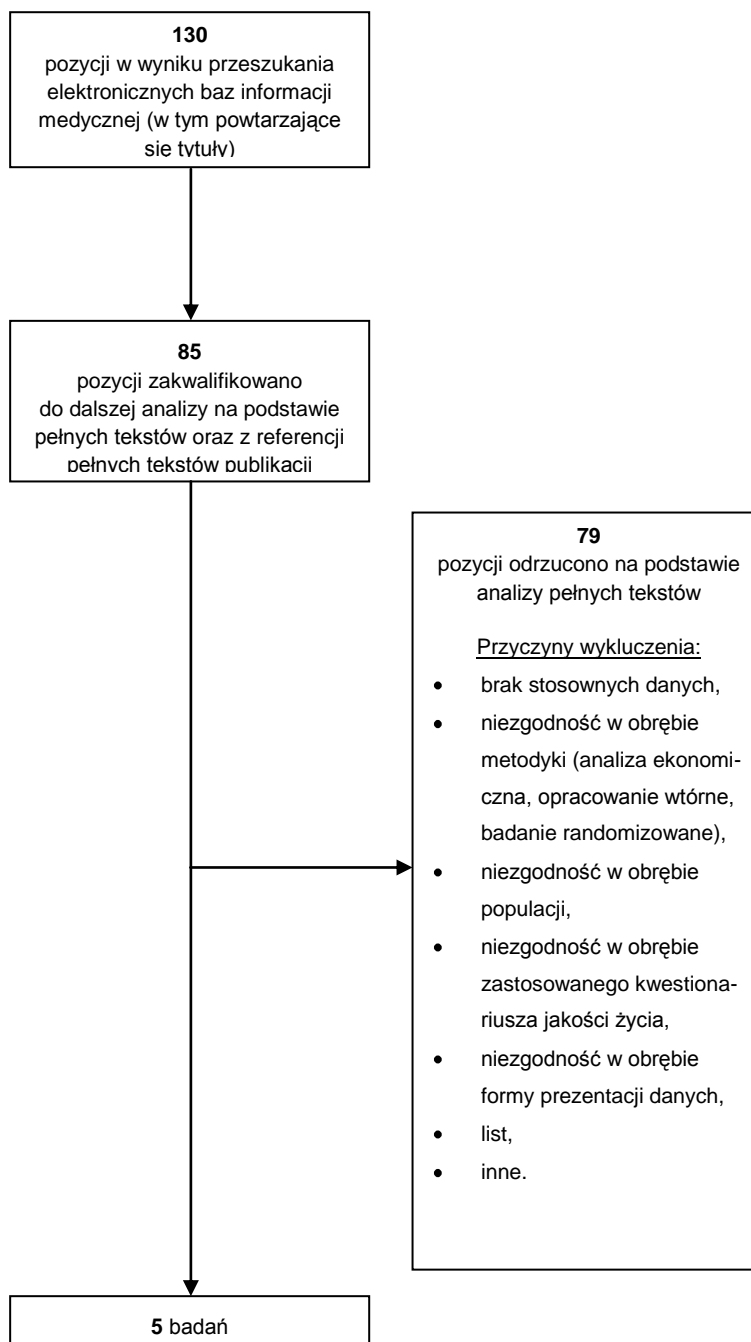 130
pozycji w wyniku przeszukania
elektronicznych baz informacji
medycznej (w tym powtarzające
się tytuły)
85
pozycji zakwalifikowano
do dalszej analizy na podstawie
pełnych tekstów oraz z referencji
pełnych tekstów publikacji
79
pozycji odrzucono na podstawie
analizy pełnych tekstów
Przyczyny wykluczenia:
• brak stosownych danych,
• niezgodność w obrębie
metodyki (analiza ekonomi-
czna, opracowanie wtórne,
badanie randomizowane),
• niezgodność w obrębie
populacji,
• niezgodność w obrębie
zastosowanego kwestiona-
riusza jakości życia,
• niezgodność w obrębie
formy prezentacji danych,
• list,
• inne.
5 badań